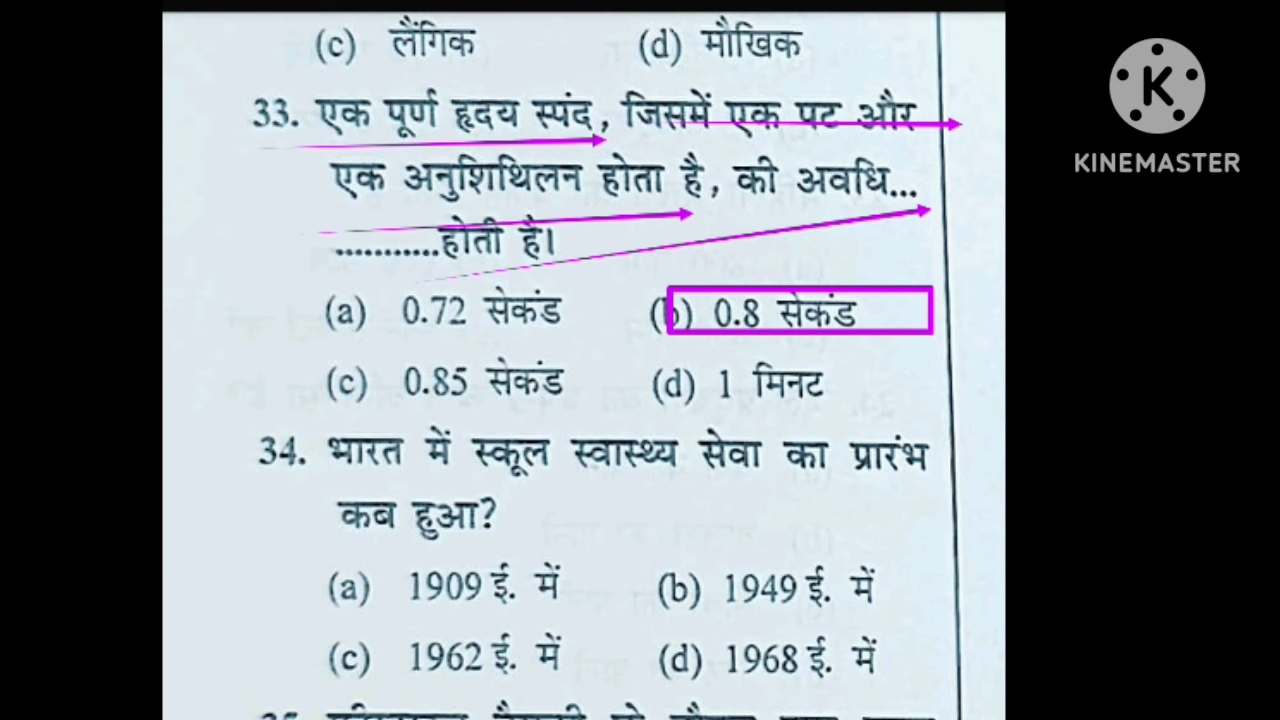 (c) लैंगिक (d) मौखिक
33. एक पूर्ण हृदय स्पंद, जिसमें एक पट और
एक अनुशिथिलन होता है, की अवधि...
............होती है।
(a) 0.72 सेकंड (b) 0.8 सेकंड
(c) 0.85 सेकंड (d) 1 मिनट
34. भारत में स्कूल स्वास्थ्य सेवा का प्रारंभ
कब हुआ?
(a) 1909 ई. में (b) 1949 ई. में
(c) 1962 ई. में (d) 1968 ई. में
K
KINEMASTER